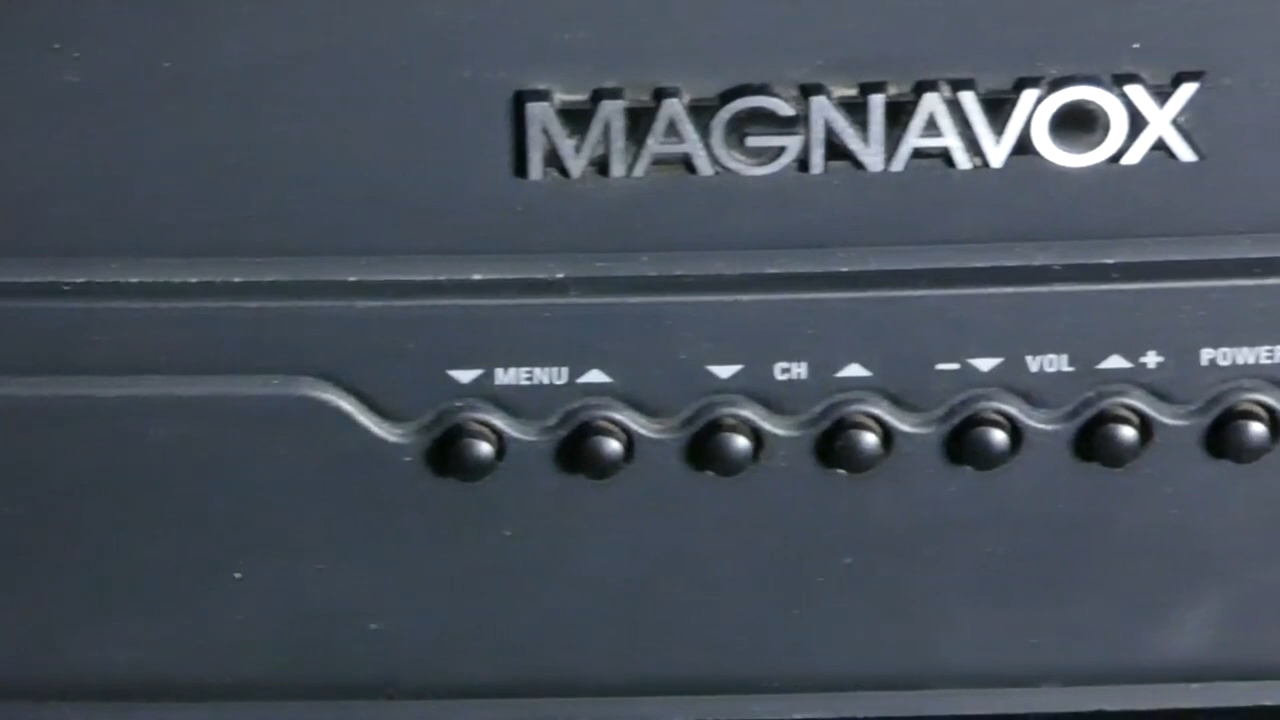 MAGNAVOX
▼ MENU ▲ ▼ CH ▲ -▼ VOL ▲+ POWER